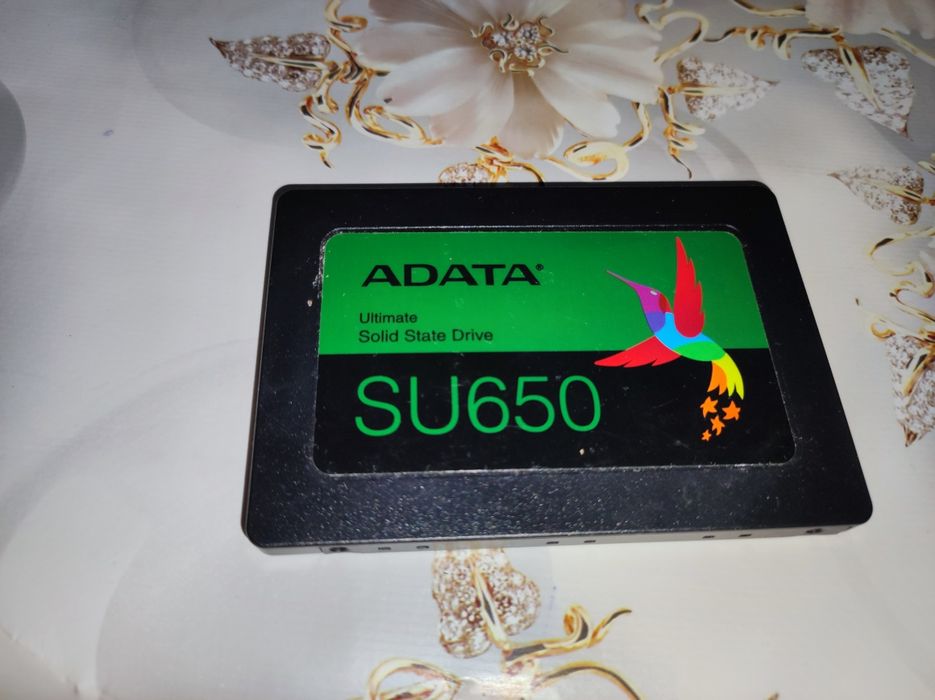 ADATA®
Ultimate
Solid State Drive
SU650